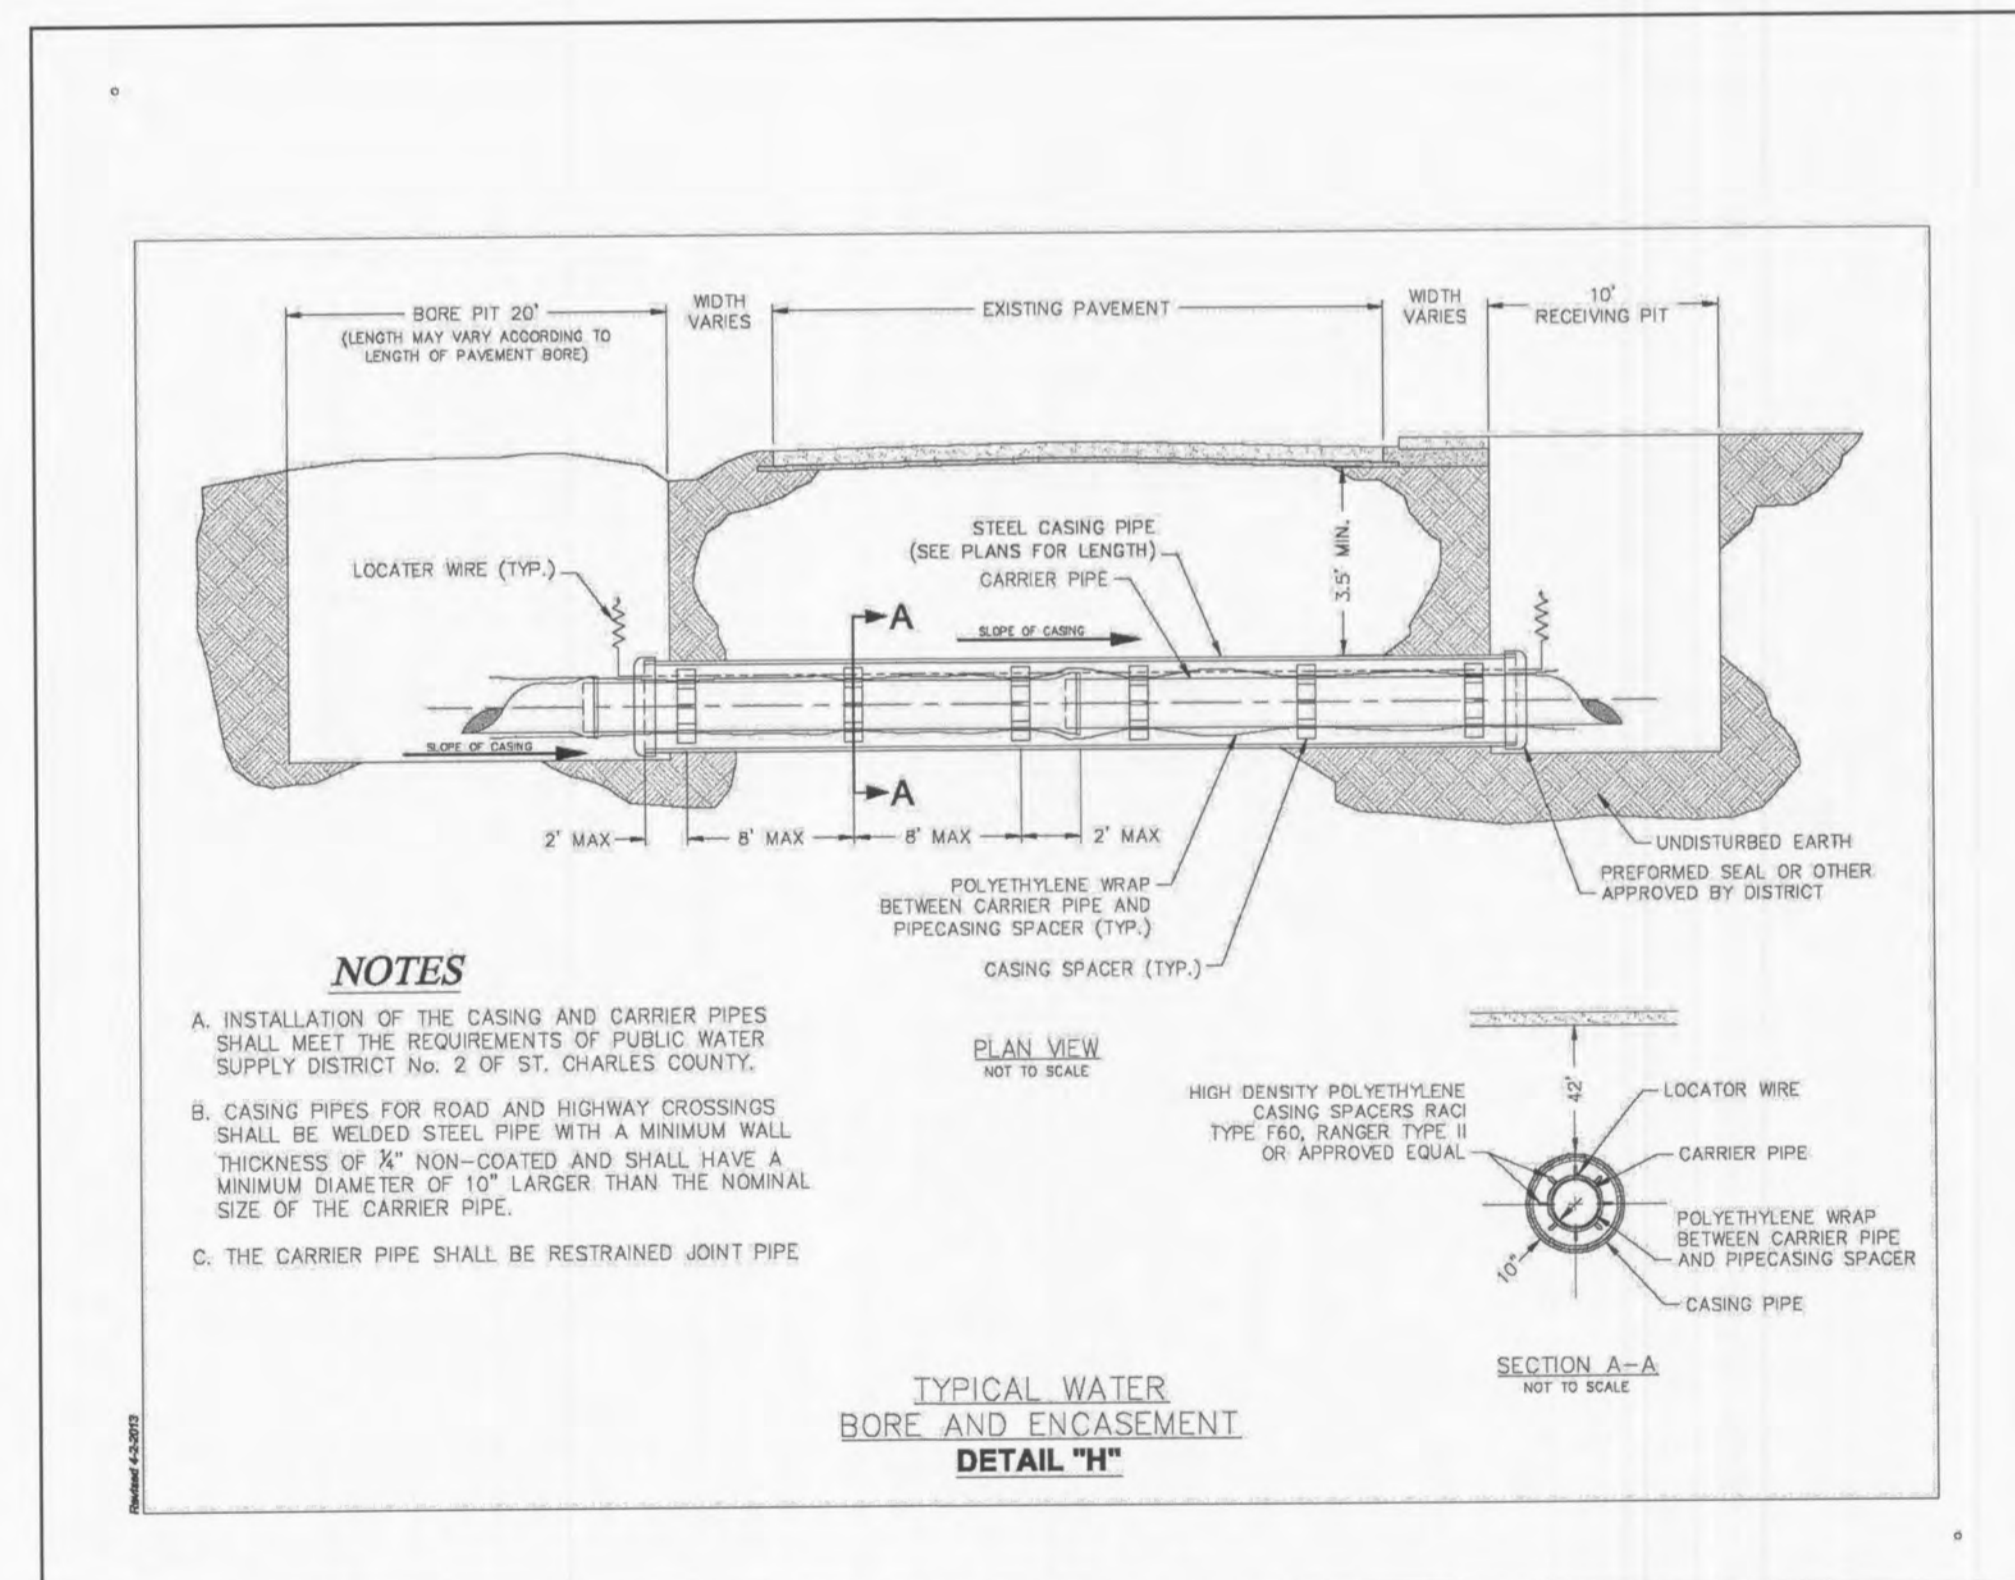 BORE PIT 20'
(LENGTH MAY VARY ACCORDING TO
LENGTH OF PAVEMENT BORE)
WIDTH
VARIES
EXISTING PAVEMENT
WIDTH
VARIES
10'
RECEIVING PIT
STEEL CASING PIPE
(SEE PLANS FOR LENGTH)
CARRIER PIPE
3.5' MIN.
LOCATER WIRE (TYP.)
A
SLOPE OF CASING
SLOPE OF CASING
A
2' MAX
8' MAX
8' MAX
2' MAX
UNDISTURBED EARTH
PREFORMED SEAL OR OTHER
APPROVED BY DISTRICT
POLYETHYLENE WRAP
BETWEEN CARRIER PIPE AND
PIPECASING SPACER (TYP.)
CASING SPACER (TYP.)
NOTES
A. INSTALLATION OF THE CASING AND CARRIER PIPES
SHALL MEET THE REQUIREMENTS OF PUBLIC WATER
SUPPLY DISTRICT No. 2 OF ST. CHARLES COUNTY.
B. CASING PIPES FOR ROAD AND HIGHWAY CROSSINGS
SHALL BE WELDED STEEL PIPE WITH A MINIMUM WALL
THICKNESS OF ¼" NON-COATED AND SHALL HAVE A
MINIMUM DIAMETER OF 10" LARGER THAN THE NOMINAL
SIZE OF THE CARRIER PIPE.
C. THE CARRIER PIPE SHALL BE RESTRAINED JOINT PIPE
PLAN VIEW
NOT TO SCALE
HIGH DENSITY POLYETHYLENE
CASING SPACERS RACI
TYPE F60, RANGER TYPE II
OR APPROVED EQUAL
42'
LOCATOR WIRE
CARRIER PIPE
POLYETHYLENE WRAP
BETWEEN CARRIER PIPE
AND PIPECASING SPACER
10"
CASING PIPE
SECTION A-A
NOT TO SCALE
TYPICAL WATER
BORE AND ENCASEMENT
DETAIL "H"
Revised 4-2-2013